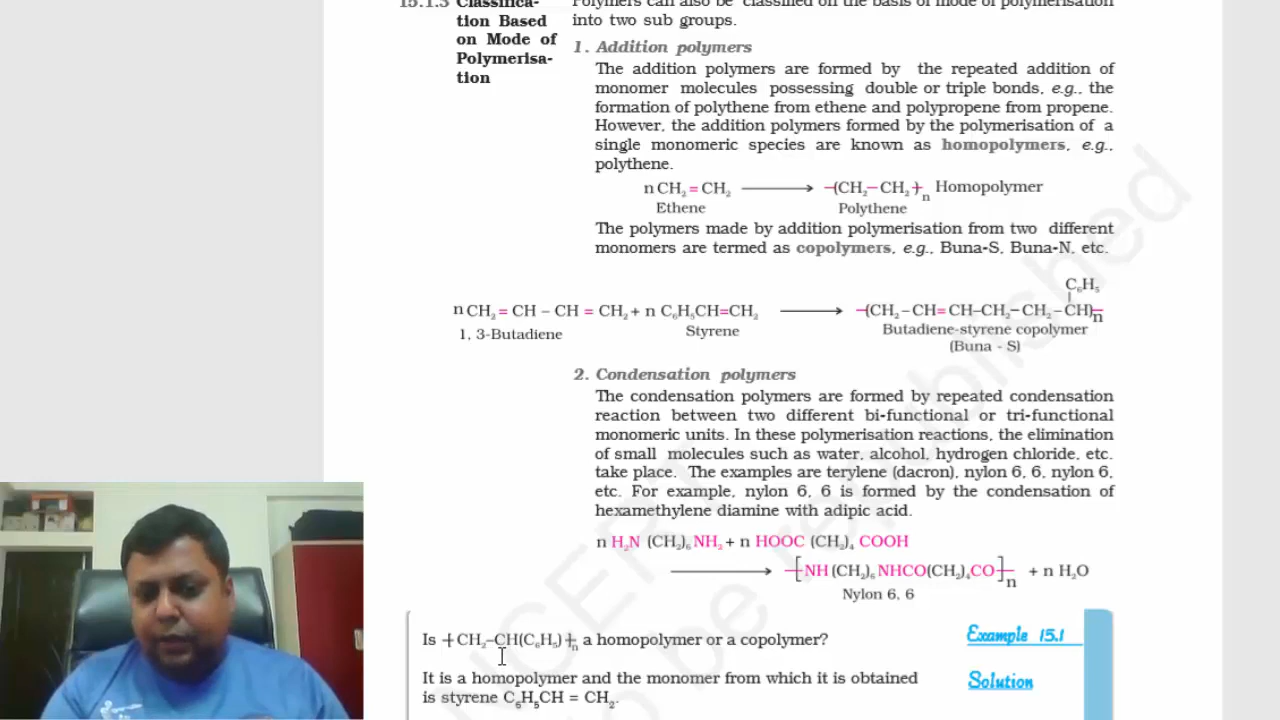 15.1.3 Classifica-
tion Based
on Mode of
Polymerisa-
tion
Polymers can also be classified on the basis of mode of polymerisation
into two sub groups.
1. Addition polymers
The addition polymers are formed by the repeated addition of
monomer molecules possessing double or triple bonds, e.g., the
formation of polythene from ethene and polypropene from propene.
However, the addition polymers formed by the polymerisation of a
single monomeric species are known as homopolymers, e.g.,
polythene.
n CH₂ = CH₂ ⟶ –(CH₂– CH₂–)ₙ Homopolymer
Ethene Polythene
The polymers made by addition polymerisation from two different
monomers are termed as copolymers, e.g., Buna-S, Buna-N, etc.
C₆H₅
n CH₂ = CH – CH = CH₂ + n C₆H₅CH=CH₂ ⟶ –(CH₂ – CH=CH–CH₂– CH₂ – CH)–ₙ
1, 3-Butadiene Styrene Butadiene-styrene copolymer
(Buna - S)
2. Condensation polymers
The condensation polymers are formed by repeated condensation
reaction between two different bi-functional or tri-functional
monomeric units. In these polymerisation reactions, the elimination
of small molecules such as water, alcohol, hydrogen chloride, etc.
take place. The examples are terylene (dacron), nylon 6, 6, nylon 6,
etc. For example, nylon 6, 6 is formed by the condensation of
hexamethylene diamine with adipic acid.
n H₂N (CH₂)₆ NH₂ + n HOOC (CH₂)₄ COOH
⟶ –[NH (CH₂)₆ NHCO(CH₂)₄CO]–ₙ + n H₂O
Nylon 6, 6
Is –(CH₂–CH(C₆H₅)–)ₙ a homopolymer or a copolymer?
Example 15.1
It is a homopolymer and the monomer from which it is obtained
is styrene C₆H₅CH = CH₂.
Solution
NCERT
be republished